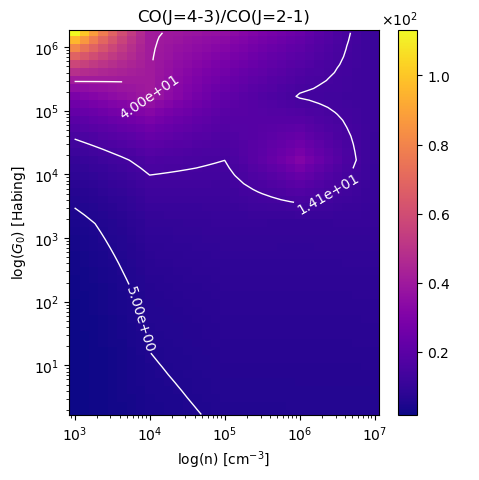 CO(J=4-3)/CO(J=2-1)
×10²
10⁶
10⁵
10⁴
10³
10²
10¹
log(G₀) [Habing]
4.00e+01
1.41e+01
5.00e+00
1.0
0.8
0.6
0.4
0.2
10³ 10⁴ 10⁵ 10⁶ 10⁷
log(n) [cm⁻³]